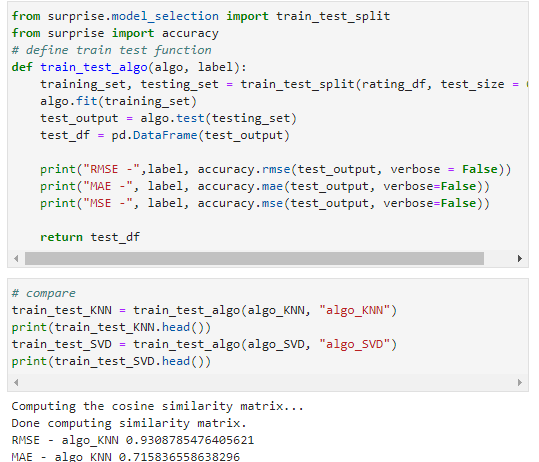 from surprise.model_selection import train_test_split
from surprise import accuracy
# define train test function
def train_test_algo(algo, label):
    training_set, testing_set = train_test_split(rating_df, test_size =
    algo.fit(training_set)
    test_output = algo.test(testing_set)
    test_df = pd.DataFrame(test_output)

    print("RMSE -",label, accuracy.rmse(test_output, verbose = False))
    print("MAE -", label, accuracy.mae(test_output, verbose=False))
    print("MSE -", label, accuracy.mse(test_output, verbose=False))

    return test_df
# compare
train_test_KNN = train_test_algo(algo_KNN, "algo_KNN")
print(train_test_KNN.head())
train_test_SVD = train_test_algo(algo_SVD, "algo_SVD")
print(train_test_SVD.head())
Computing the cosine similarity matrix...
Done computing similarity matrix.
RMSE - algo_KNN 0.9308785476405621
MAE - algo_KNN 0.715836558638296